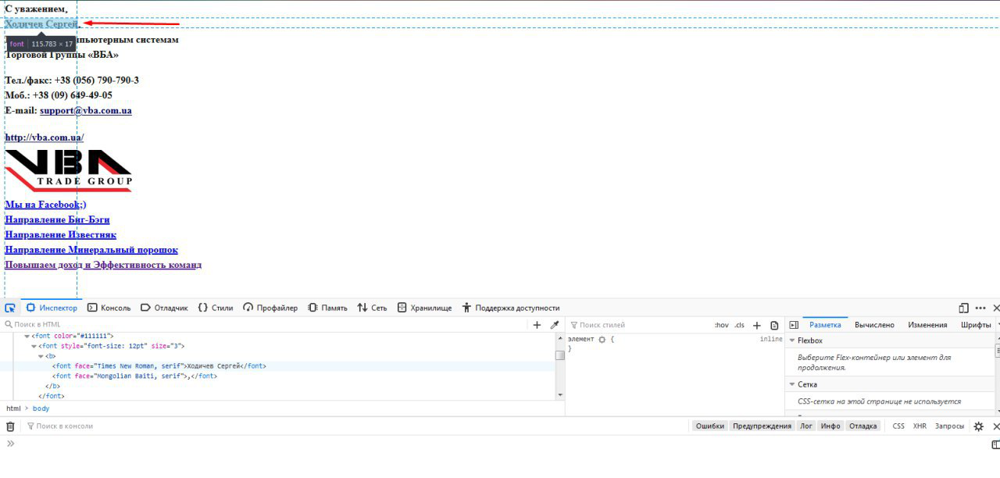 С уважением,
Ходичев Сергей,
font 115.783 × 17
пьютерным системам
Торговой Группы «ВБА»
Тел./факс: +38 (056) 790-790-3
Моб.: +38 (09) 649-49-05
E-mail: support@vba.com.ua
http://vba.com.ua/
VBA
TRADE GROUP
Мы на Facebook;)
Направление Биг-Бэги
Направление Известняк
Направление Минеральный порошок
Повышаем доход и Эффективность команд
Инспектор Консоль Отладчик {} Стили Профайлер Память Сеть Хранилище Поддержка доступности
Поиск в HTML
<font color="#111111">
<font style="font-size: 12pt" size="3">
<b>
<font face="Times New Roman, serif">Ходичев Сергей</font>
<font face="Mongolian Baiti, serif">,</font>
</b>
</font>
html > body
Поиск стилей :hov .cls +
элемент { inline
}
Разметка Вычислено Изменения Шрифты
Flexbox
Выберите Flex-контейнер или элемент для
продолжения.
Сетка
CSS-сетка на этой странице не используется
Поиск в консоли Ошибки Предупреждения Лог Инфо Отладка CSS XHR Запросы